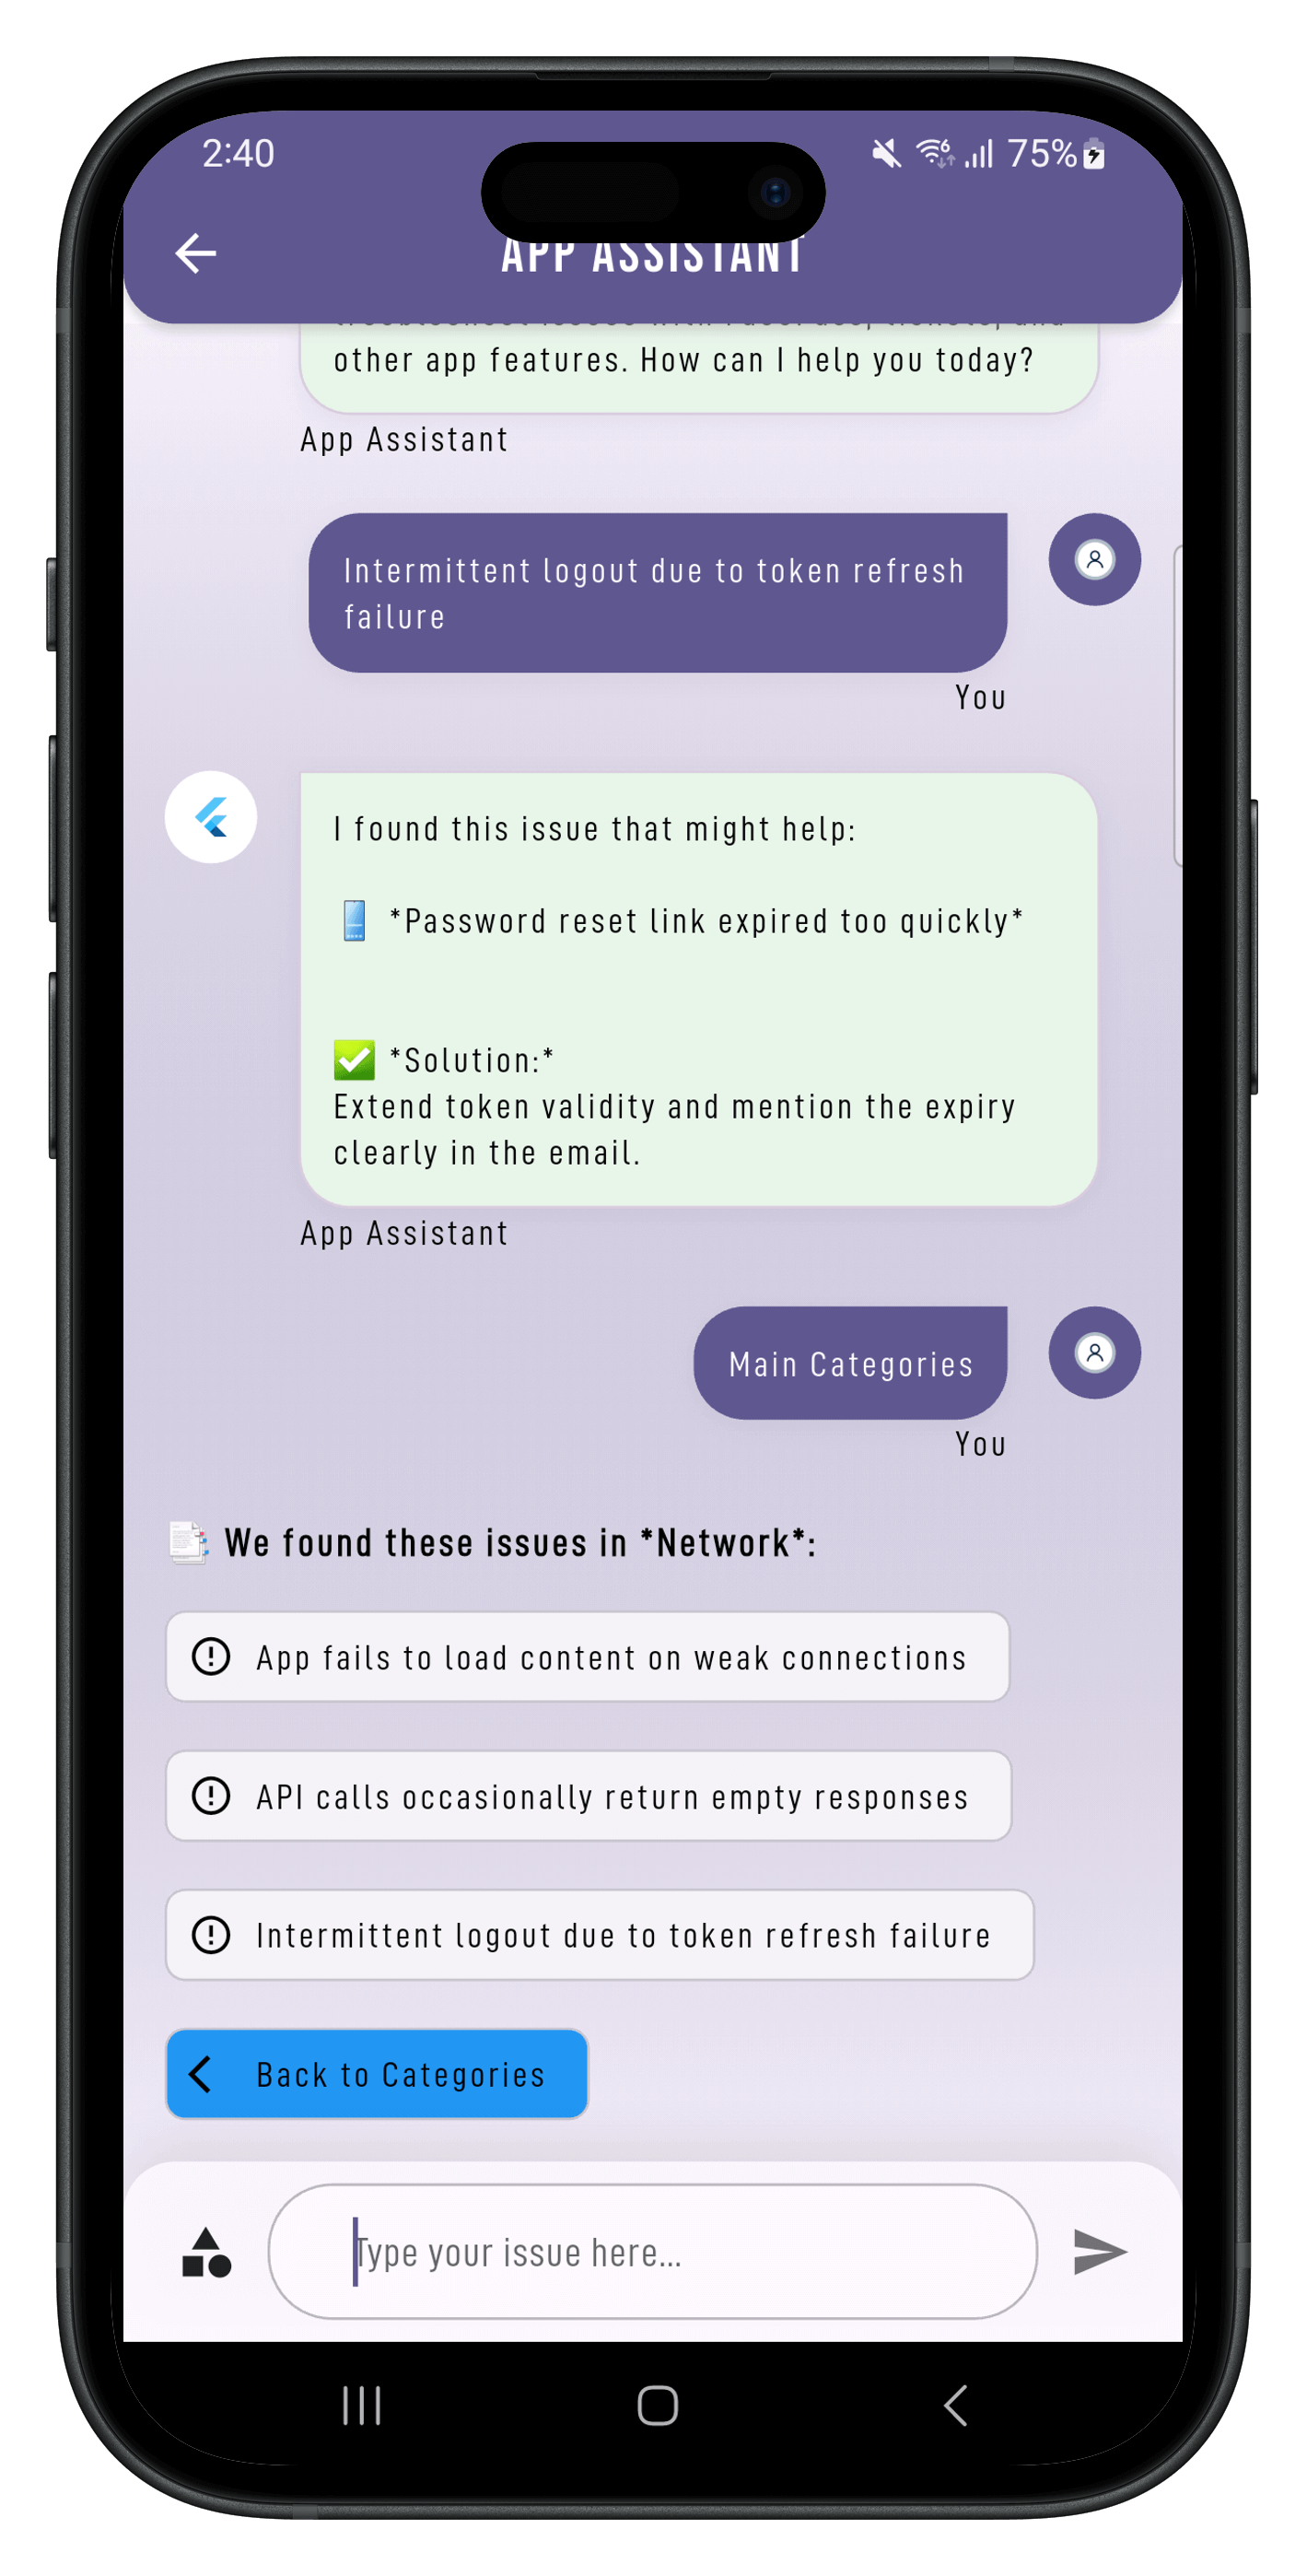 2:40
75%
APP ASSISTANT
other app features. How can I help you today?
App Assistant
Intermittent logout due to token refresh
failure
You
I found this issue that might help:
*Password reset link expired too quickly*
*Solution:*
Extend token validity and mention the expiry
clearly in the email.
App Assistant
Main Categories
You
We found these issues in *Network*:
App fails to load content on weak connections
API calls occasionally return empty responses
Intermittent logout due to token refresh failure
Back to Categories
Type your issue here...